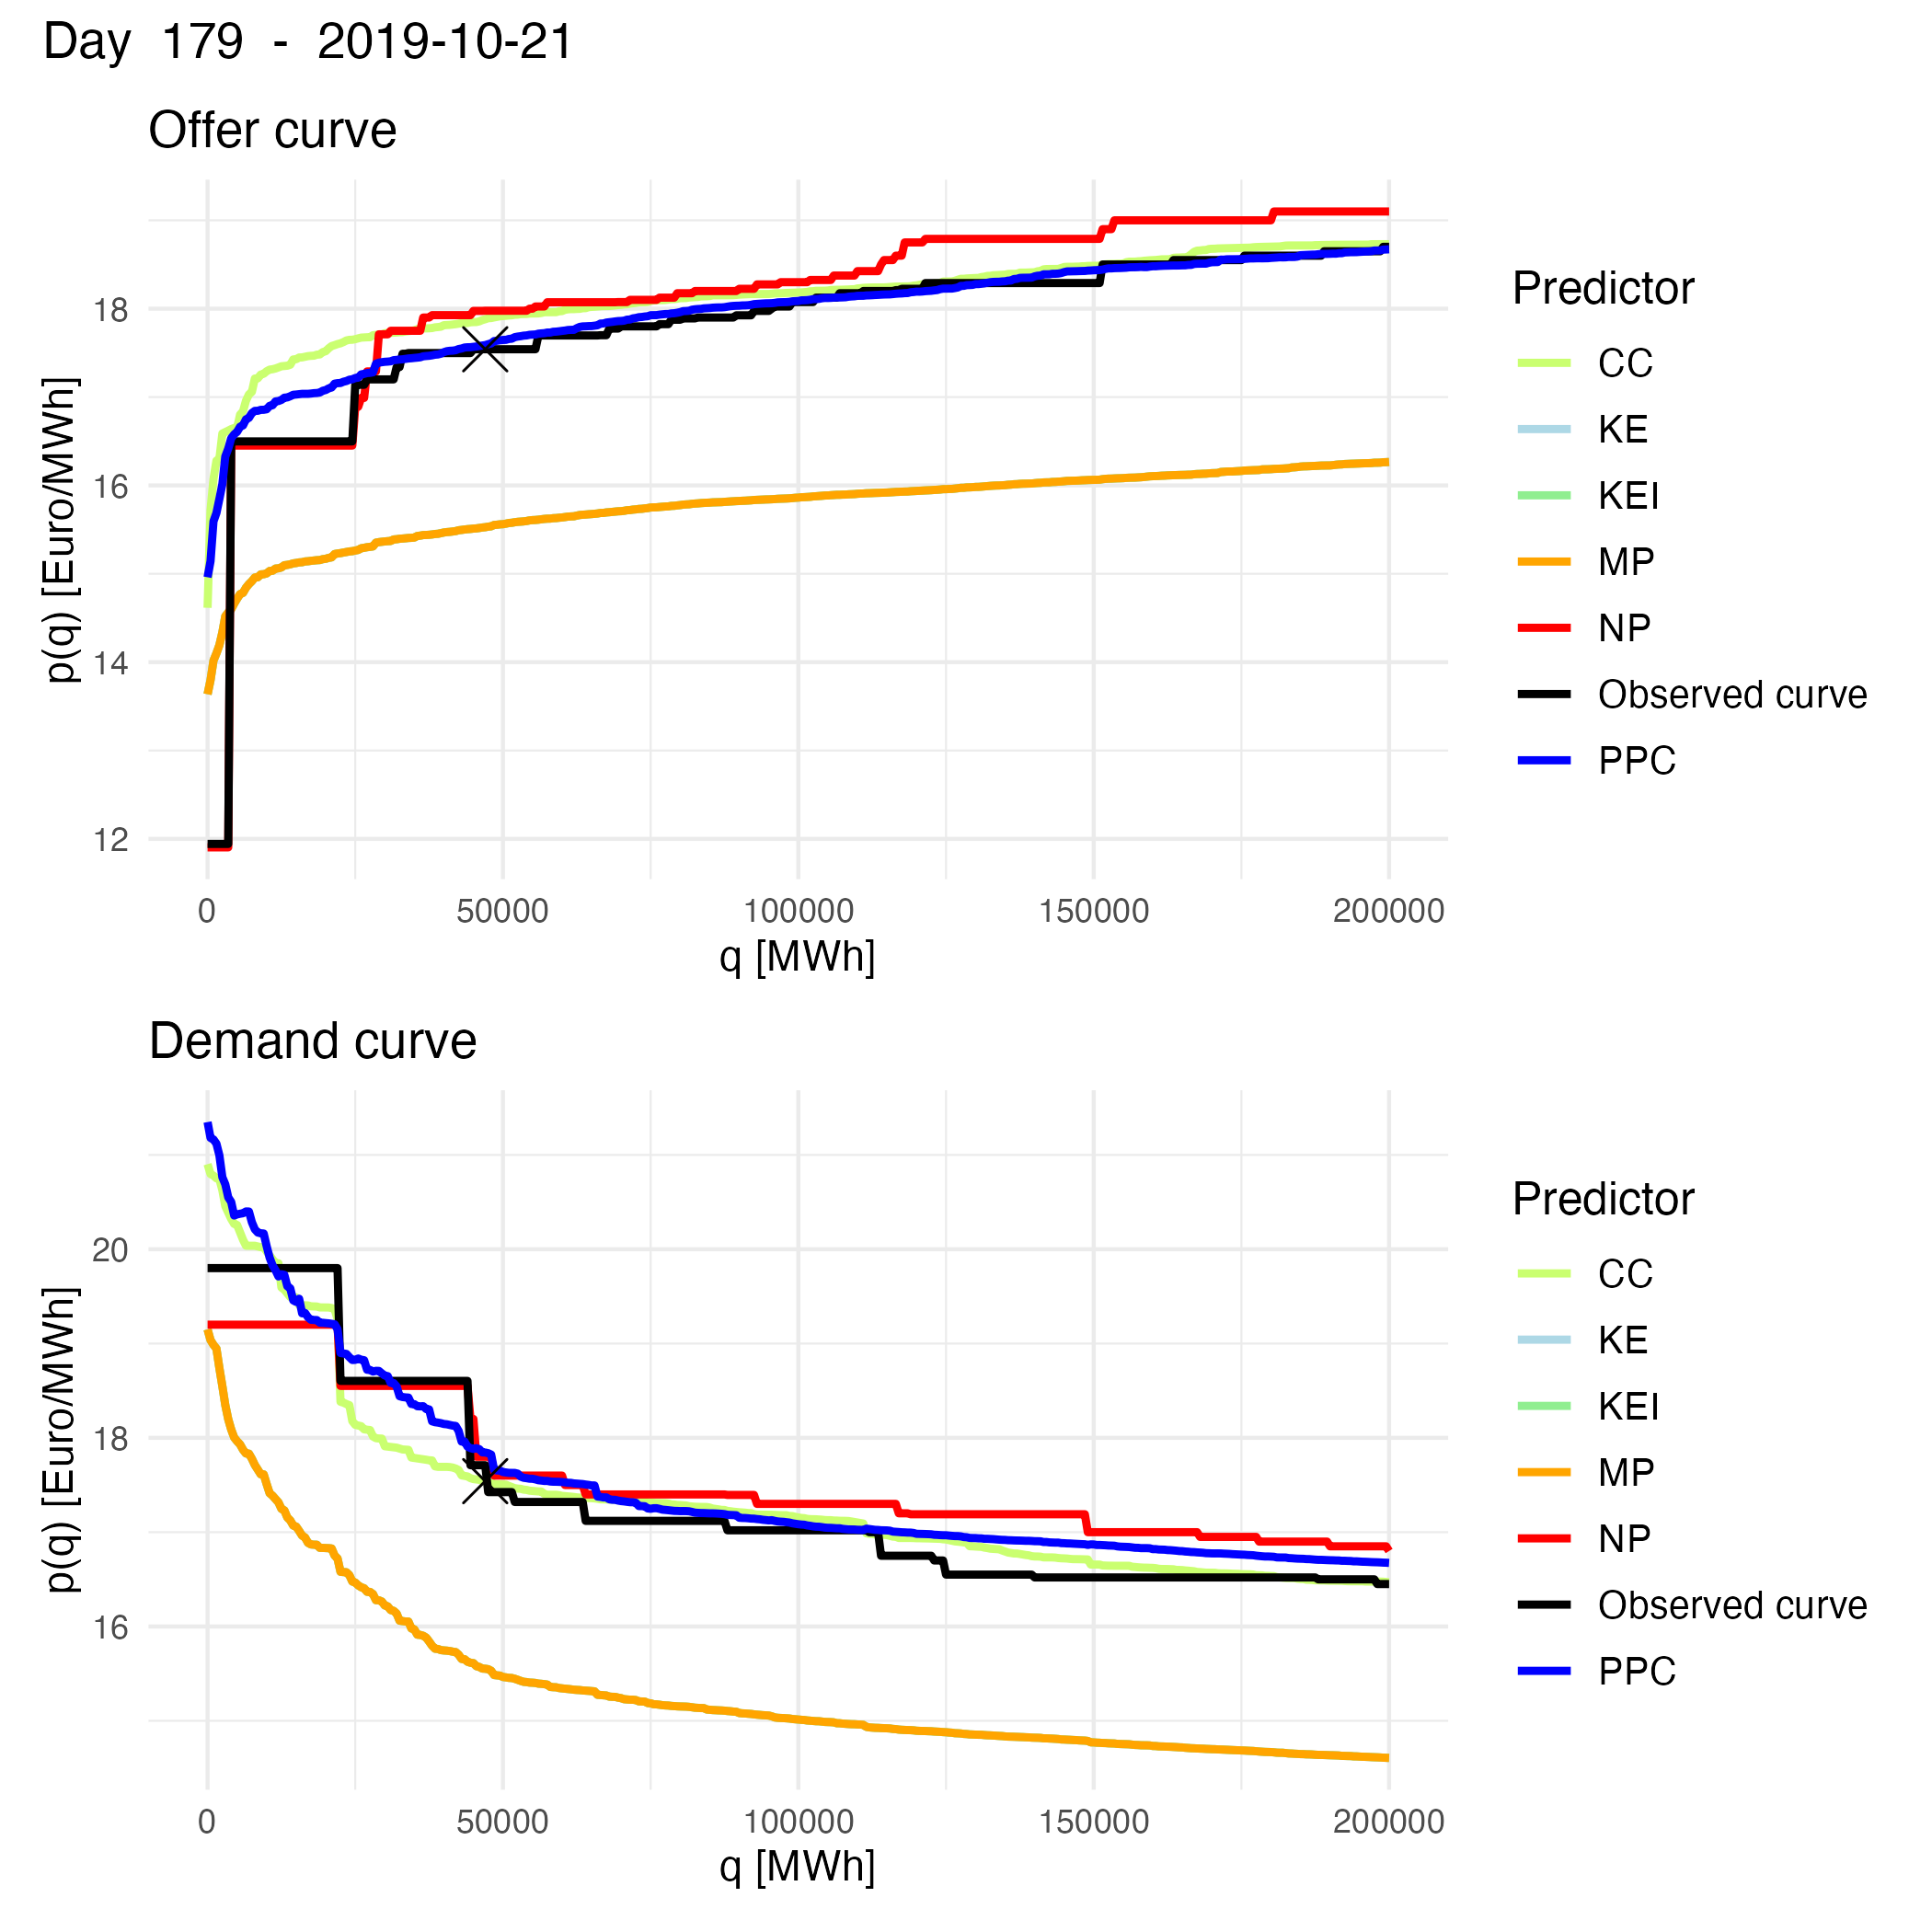 Day 179 - 2019-10-21
Offer curve
p(q) [Euro/MWh]
18
16
14
12
0 50000 100000 150000 200000
q [MWh]
Predictor
CC
KE
KEI
MP
NP
Observed curve
PPC
Demand curve
p(q) [Euro/MWh]
20
18
16
0 50000 100000 150000 200000
q [MWh]
Predictor
CC
KE
KEI
MP
NP
Observed curve
PPC